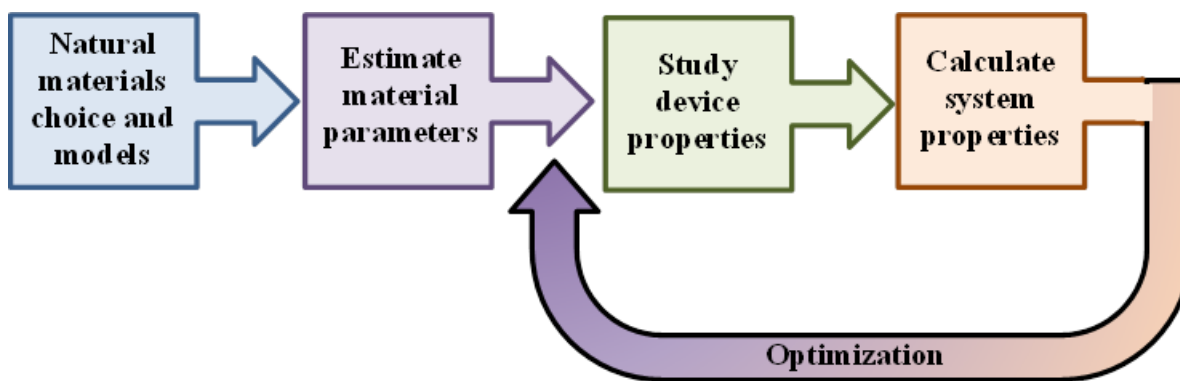 Natural
materials
choice and
models
Estimate
material
parameters
Study
device
properties
Calculate
system
properties
Optimization